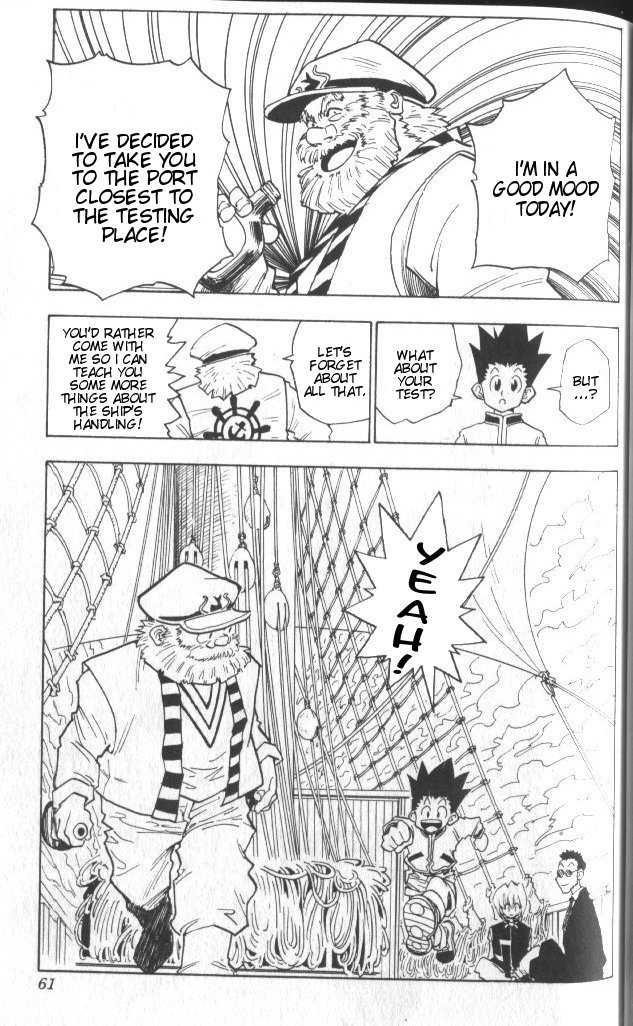 I'M IN A
GOOD MOOD
TODAY!
I'VE DECIDED
TO TAKE YOU
TO THE PORT
CLOSEST TO
THE TESTING
PLACE!
BUT
...?
WHAT
ABOUT
YOUR
TEST?
LET'S
FORGET
ABOUT
ALL THAT.
YOU'D RATHER
COME WITH
ME SO I CAN
TEACH YOU
SOME MORE
THINGS ABOUT
THE SHIP'S
HANDLING!
YEAH!
61